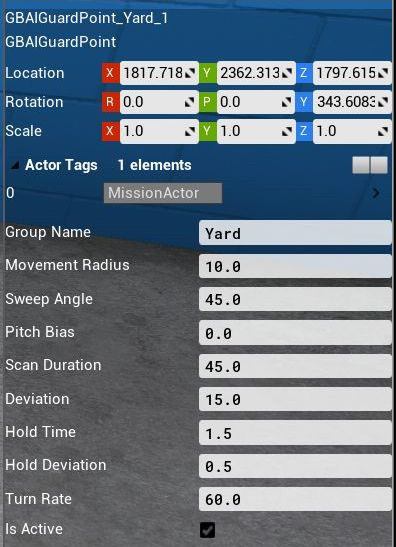 GBAIGuardPoint_Yard_1
GBAIGuardPoint
Location X 1817.718 Y 2362.313 Z 1797.615
Rotation R 0.0 P 0.0 Y 343.6083
Scale X 1.0 Y 1.0 Z 1.0
Actor Tags 1 elements
0 MissionActor
Group Name Yard
Movement Radius 10.0
Sweep Angle 45.0
Pitch Bias 0.0
Scan Duration 45.0
Deviation 15.0
Hold Time 1.5
Hold Deviation 0.5
Turn Rate 60.0
Is Active